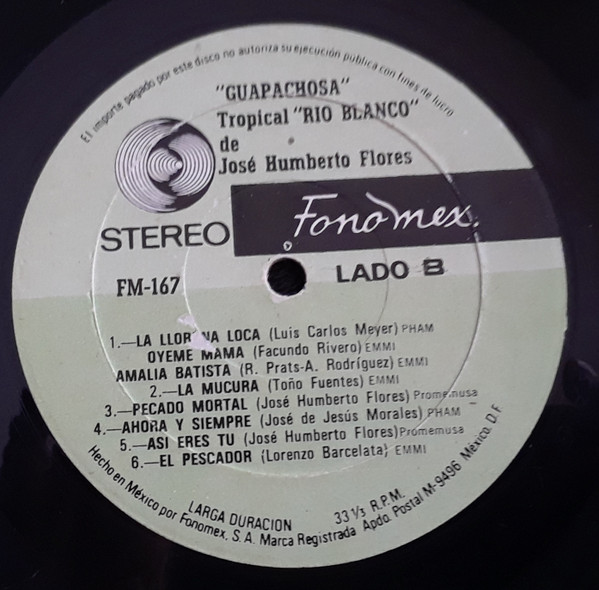 El importe pagado por este disco no autoriza su ejecución pública con fines de lucro
"GUAPACHOSA"
Tropical "RIO BLANCO"
de
José Humberto Flores
STEREO
Fonomex
FM-167
LADO B
1.—LA LLORONA LOCA (Luis Carlos Meyer) PHAM
OYEME MAMA (Facundo Rivero) EMMI
AMALIA BATISTA (R. Prats-A. Rodríguez) EMMI
2.—LA MUCURA (Toño Fuentes) EMMI
3.—PECADO MORTAL (José Humberto Flores) Promemusa
4.—AHORA Y SIEMPRE (José de Jesús Morales) PHAM
5.—ASI ERES TU (José Humberto Flores) Promemusa
6.—EL PESCADOR (Lorenzo Barcelata) EMMI
LARGA DURACION 33 1/3 R.P.M.
Hecho en México por Fonomex, S. A. Marca Registrada Apdo. Postal M-9496 México, D. F.